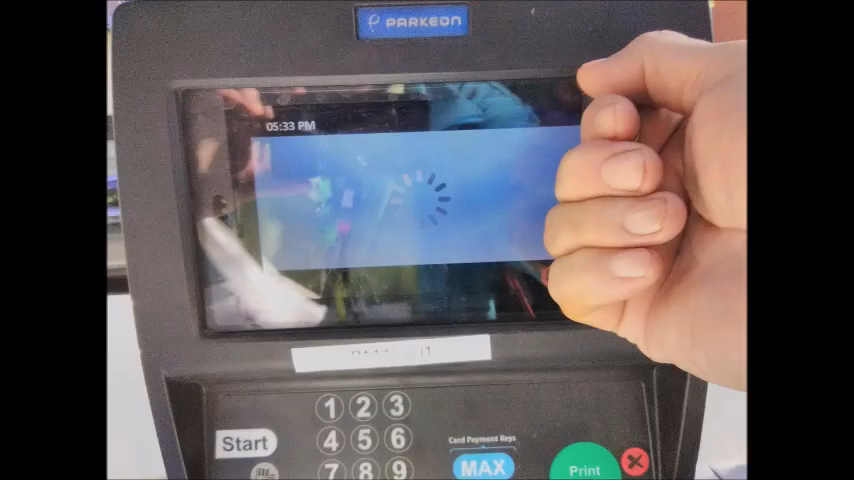 PARKEON
05:33 PM
1 2 3
Start 4 5 6
Card Payment Keys
MAX
7 8 9
Print